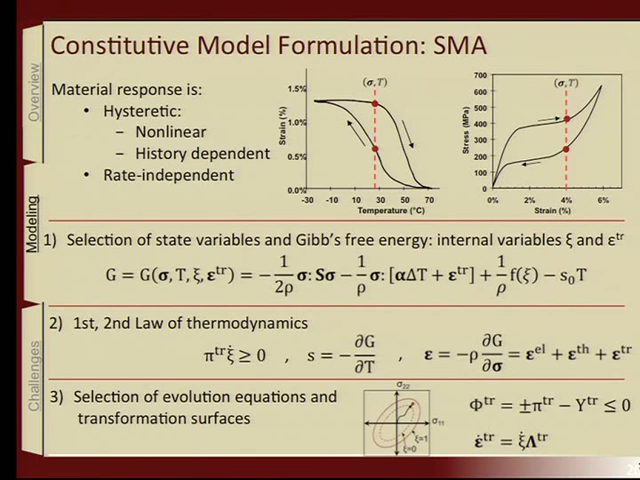 Constitutive Model Formulation: SMA
Overview
Modeling
Challenges
Material response is:
• Hysteretic:
− Nonlinear
− History dependent
• Rate-independent
(σ,T)
Strain (%)
1.5%
1.0%
0.5%
0.0%
-30 -10 10 30 50 70
Temperature (°C)
(σ,T)
Stress (MPa)
700
600
500
400
300
200
100
0
0% 2% 4% 6%
Strain (%)
1) Selection of state variables and Gibb's free energy: internal variables ξ and ε^tr
G = G(σ, T, ξ, ε^tr) = −1/2ρ σ: Sσ − 1/ρ σ: [αΔT + ε^tr] + 1/ρ f(ξ) − s₀T
2) 1st, 2nd Law of thermodynamics
π^tr ξ̇ ≥ 0 , s = −∂G/∂T , ε = −ρ ∂G/∂σ = ε^el + ε^th + ε^tr
3) Selection of evolution equations and
transformation surfaces
σ₂₂
σ₁₁
ξ=1
ξ=0
Φ^tr = ±π^tr − Y^tr ≤ 0
ε̇^tr = ξ̇Λ^tr